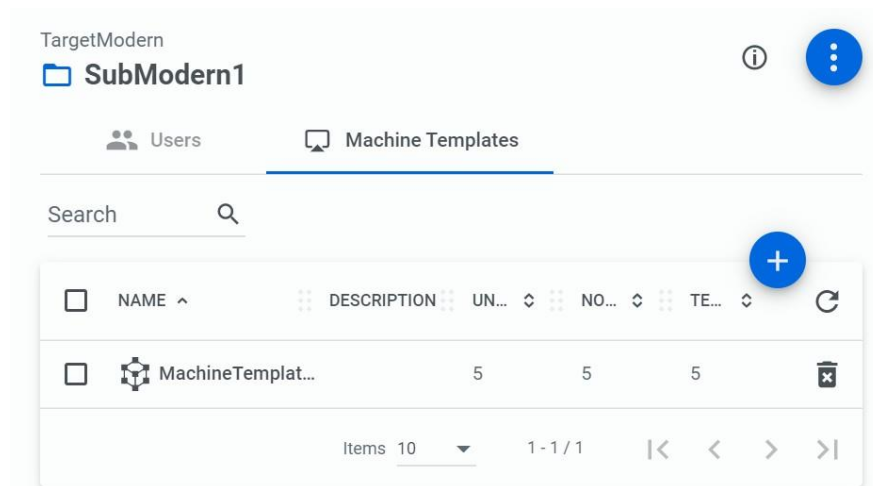 TargetModern
SubModern1
Users Machine Templates
Search
NAME DESCRIPTION UN... NO... TE...
MachineTemplat... 5 5 5
Items 10 1 - 1 / 1